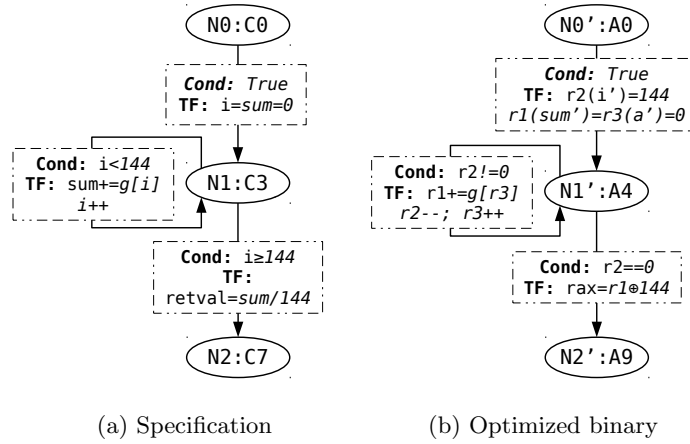 N0:C0
Cond: True
TF: i=sum=0
Cond: i<144
TF: sum+=g[i]
i++
N1:C3
Cond: i≥144
TF:
retval=sum/144
N2:C7
(a) Specification
N0':A0
Cond: True
TF: r2(i')=144
r1(sum')=r3(a')=0
Cond: r2!=0
TF: r1+=g[r3]
r2--; r3++
N1':A4
Cond: r2==0
TF: rax=r1⊕144
N2':A9
(b) Optimized binary